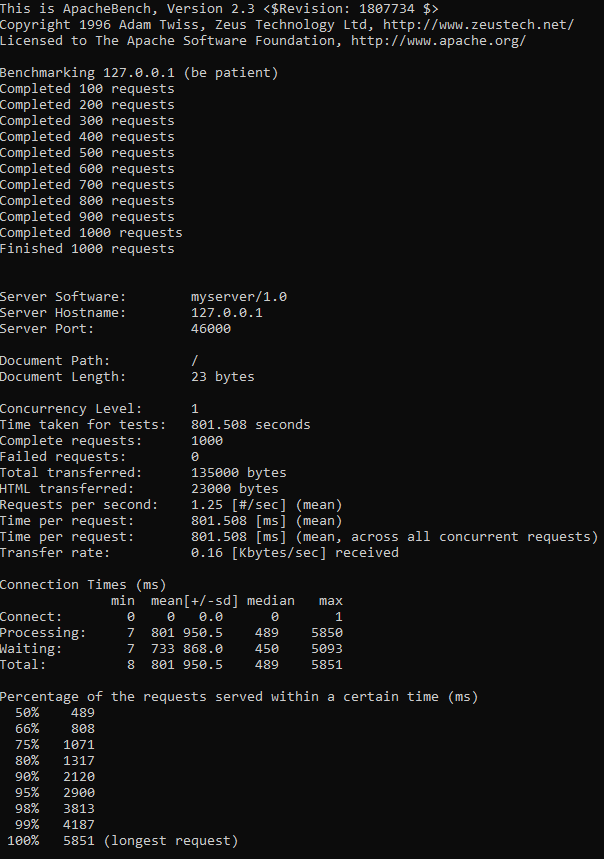 This is ApacheBench, Version 2.3 <$Revision: 1807734 $>
Copyright 1996 Adam Twiss, Zeus Technology Ltd, http://www.zeustech.net/
Licensed to The Apache Software Foundation, http://www.apache.org/

Benchmarking 127.0.0.1 (be patient)
Completed 100 requests
Completed 200 requests
Completed 300 requests
Completed 400 requests
Completed 500 requests
Completed 600 requests
Completed 700 requests
Completed 800 requests
Completed 900 requests
Completed 1000 requests
Finished 1000 requests


Server Software:        myserver/1.0
Server Hostname:        127.0.0.1
Server Port:            46000

Document Path:          /
Document Length:        23 bytes

Concurrency Level:      1
Time taken for tests:   801.508 seconds
Complete requests:      1000
Failed requests:        0
Total transferred:      135000 bytes
HTML transferred:       23000 bytes
Requests per second:    1.25 [#/sec] (mean)
Time per request:       801.508 [ms] (mean)
Time per request:       801.508 [ms] (mean, across all concurrent requests)
Transfer rate:          0.16 [Kbytes/sec] received

Connection Times (ms)
              min  mean[+/-sd] median   max
Connect:        0    0   0.0      0       1
Processing:     7  801 950.5    489    5850
Waiting:        7  733 868.0    450    5093
Total:          8  801 950.5    489    5851

Percentage of the requests served within a certain time (ms)
  50%    489
  66%    808
  75%   1071
  80%   1317
  90%   2120
  95%   2900
  98%   3813
  99%   4187
 100%   5851 (longest request)